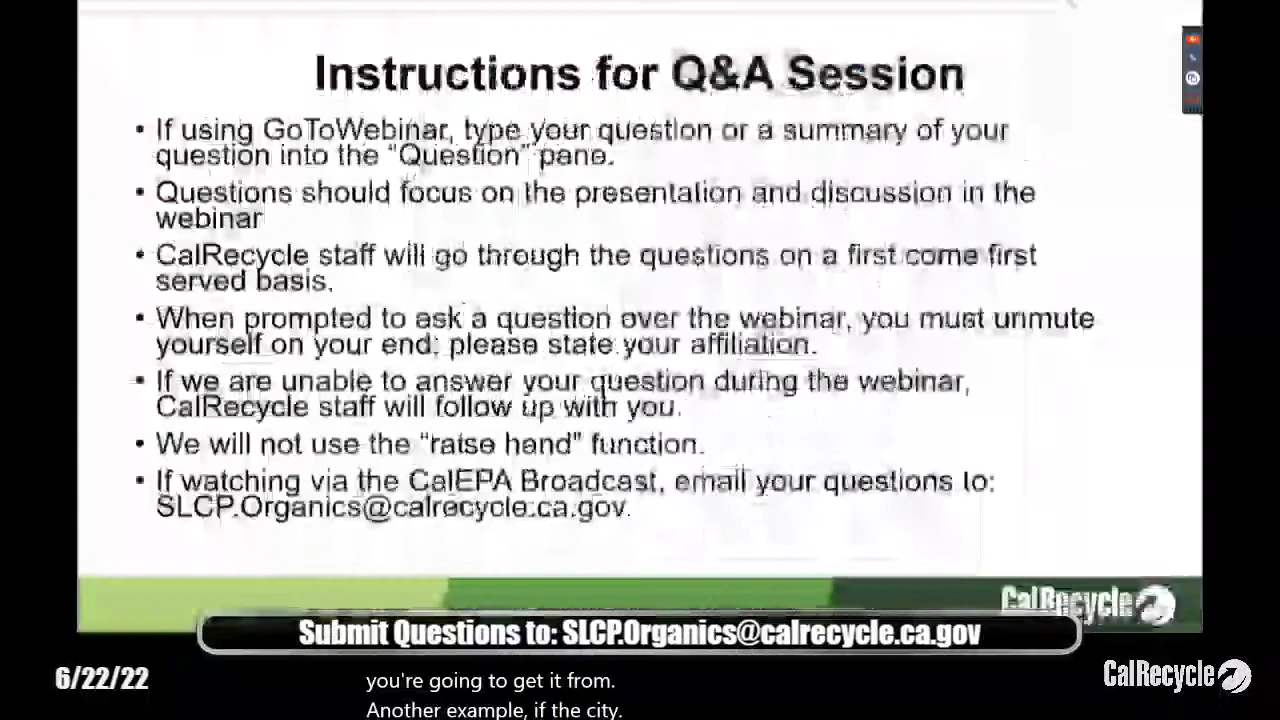 Instructions for Q&A Session
• If using GoToWebinar, type your question or a summary of your
question into the “Question” pane.
• Questions should focus on the presentation and discussion in the
webinar
• CalRecycle staff will go through the questions on a first come first
served basis.
• When prompted to ask a question over the webinar, you must unmute
yourself on your end; please state your affiliation.
• If we are unable to answer your question during the webinar,
CalRecycle staff will follow up with you.
• We will not use the “raise hand” function.
• If watching via the CalEPA Broadcast, email your questions to:
SLCP.Organics@calrecycle.ca.gov.
CalRecycle
Submit Questions to: SLCP.Organics@calrecycle.ca.gov
6/22/22
you're going to get it from.
Another example, if the city.
CalRecycle